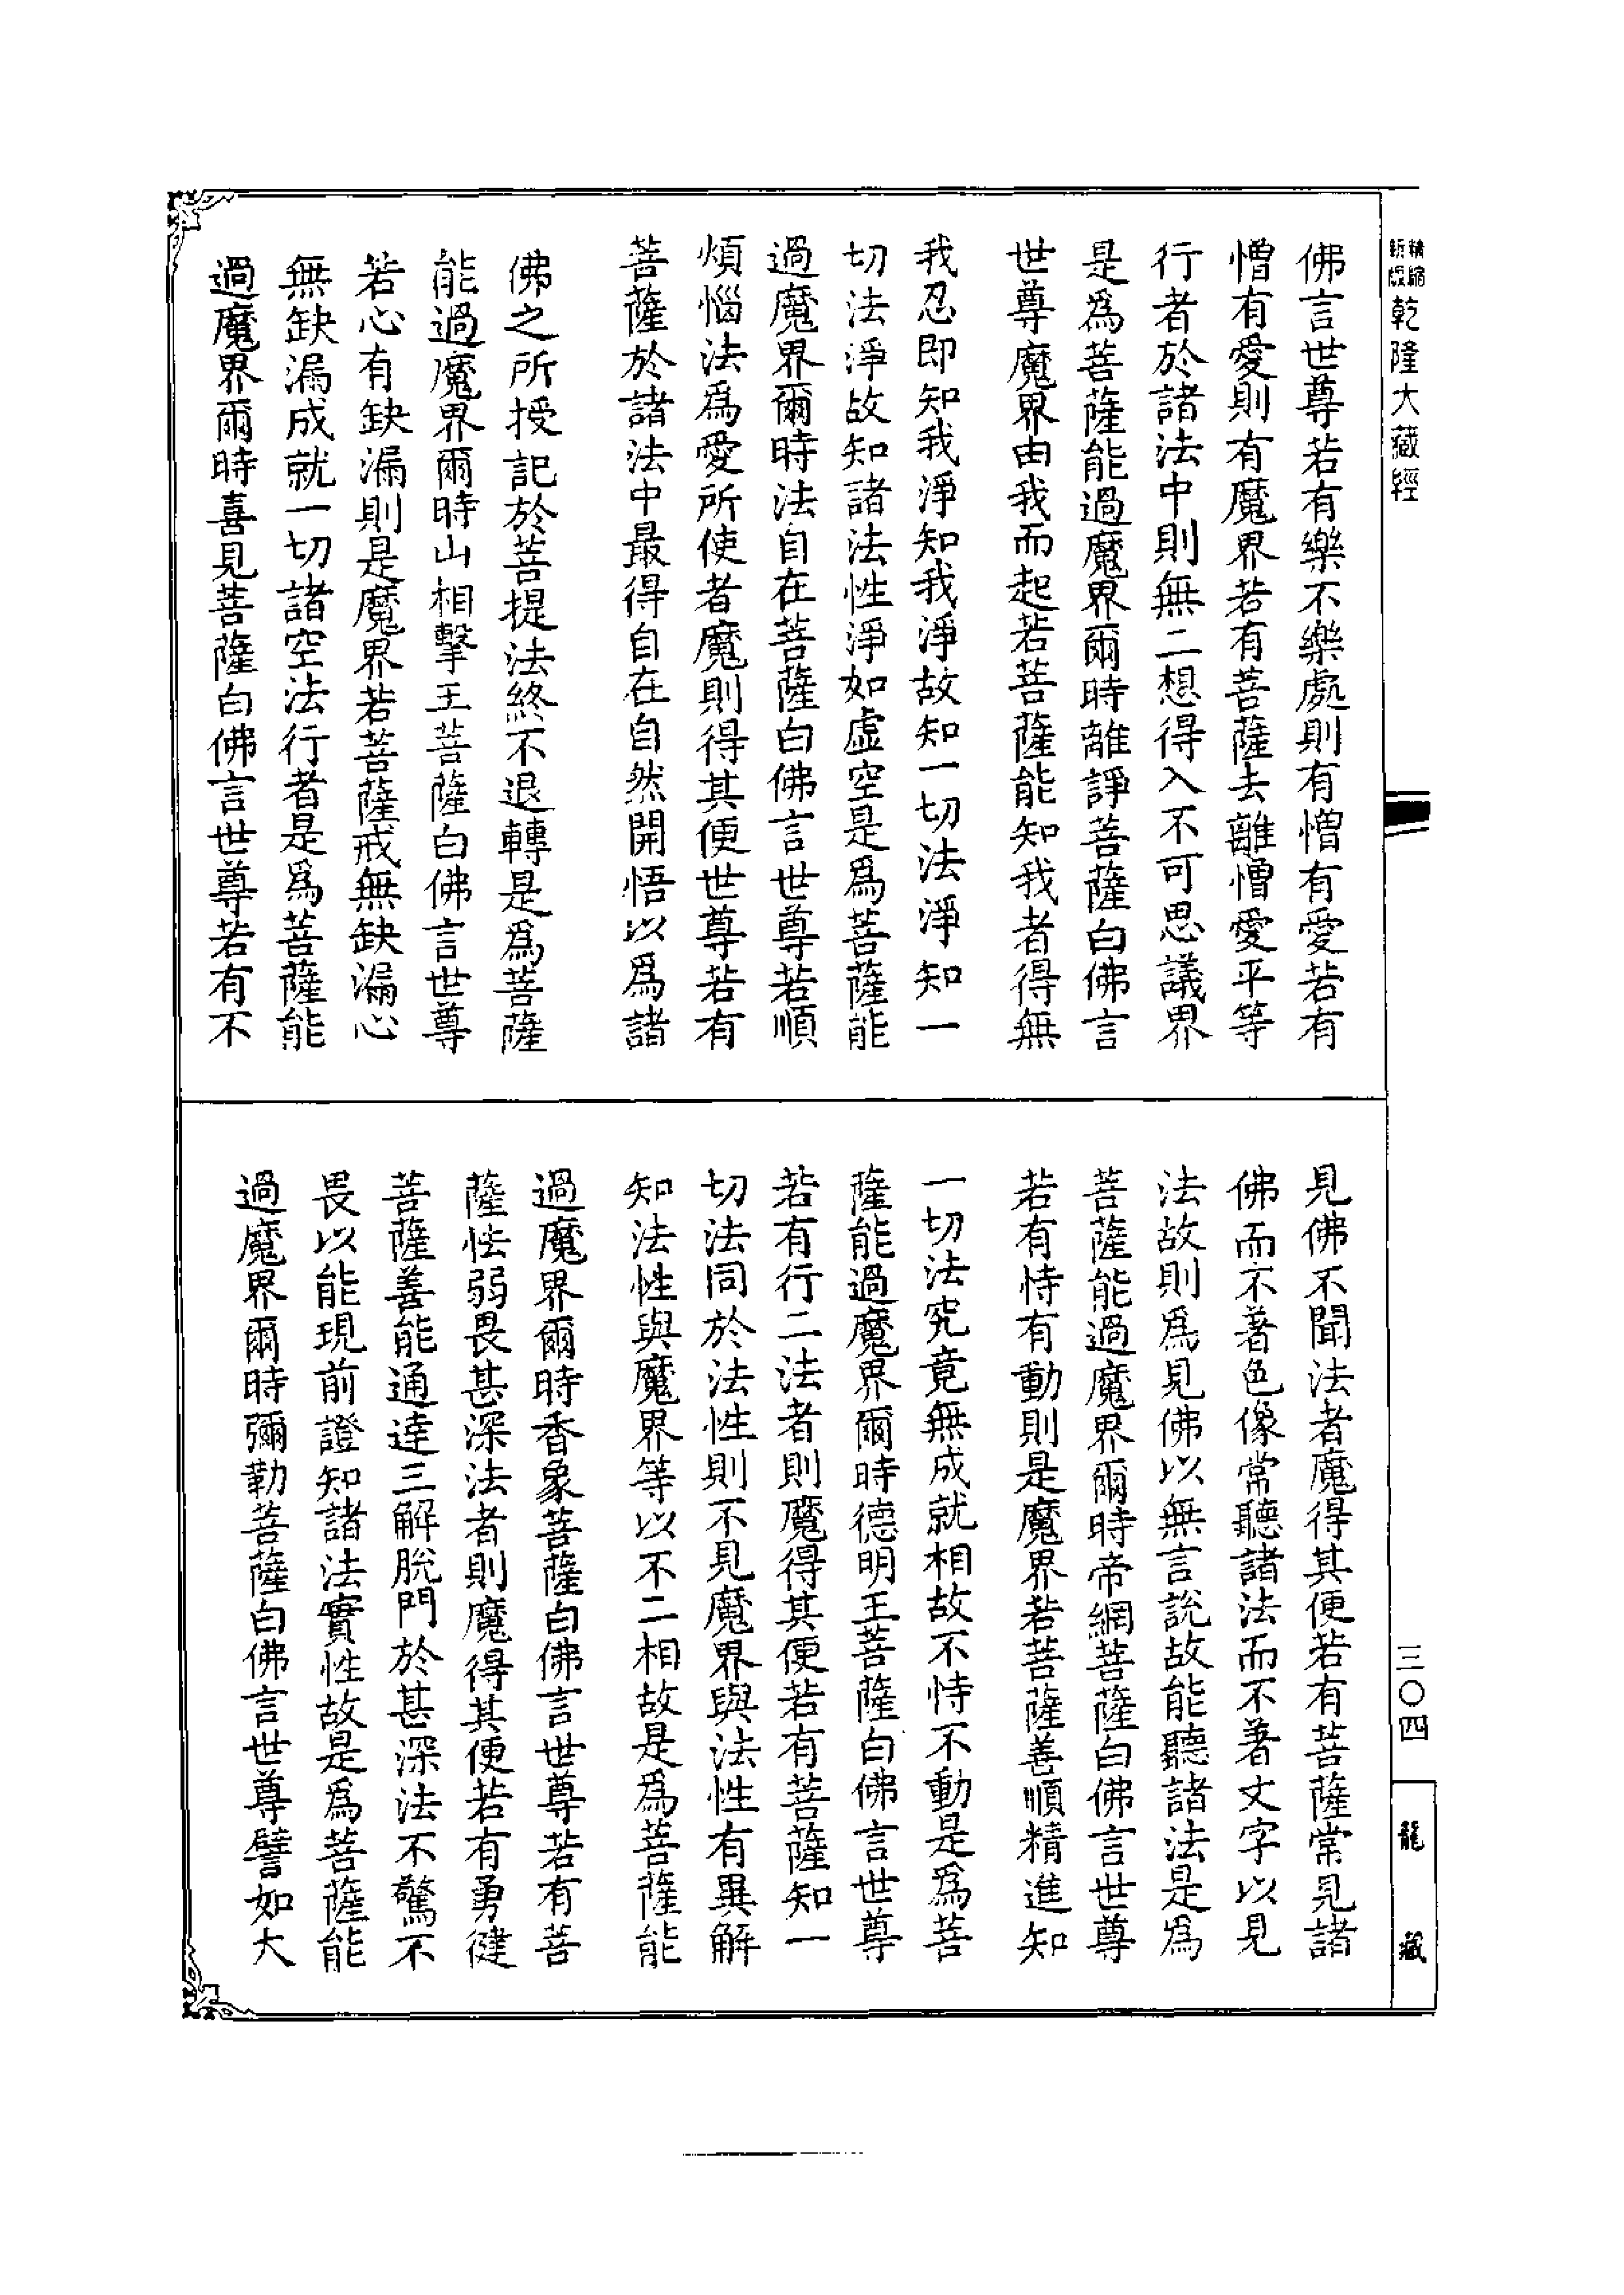 精縮
新版
乾隆大藏經
佛言世尊若有樂不樂處則有憎有愛若有
憎有愛則有魔界若有菩薩去離憎愛平等
行者於諸法中則無二想得入不可思議界
是爲菩薩能過魔界爾時離諍菩薩白佛言
世尊魔界由我而起若菩薩能知我者得無
我忍即知我淨知我淨故知一切法淨知一
切法淨故知諸法性淨如虛空是爲菩薩能
過魔界爾時法自在菩薩白佛言世尊若順
煩惱法爲愛所使者魔則得其便世尊若有
菩薩於諸法中最得自在自然開悟以爲諸
佛之所授記於菩提法終不退轉是爲菩薩
能過魔界爾時山相擊王菩薩白佛言世尊
若心有缺漏則是魔界若菩薩戒無缺漏心
無缺漏成就一切諸空法行者是爲菩薩能
過魔界爾時喜見菩薩白佛言世尊若有不
見佛不聞法者魔得其便若有菩薩常見諸
佛而不著色像常聽諸法而不著文字以見
法故則爲見佛以無言說故能聽諸法是爲
菩薩能過魔界爾時帝網菩薩白佛言世尊
若有恃有動則是魔界若菩薩善順精進知
一切法究竟無成就相故不恃不動是爲菩
薩能過魔界爾時德明王菩薩白佛言世尊
若有行二法者則魔得其便若有菩薩知一
切法同於法性則不見魔界與法性有異解
知法性與魔界等以不二相故是爲菩薩能
過魔界爾時香象菩薩白佛言世尊若有菩
薩怯弱畏甚深法者則魔得其便若有勇健
菩薩善能通達三解脫門於甚深法不驚不
畏以能現前證知諸法實性故是爲菩薩能
過魔界爾時彌勒菩薩白佛言世尊譬如大
三〇四
龍藏